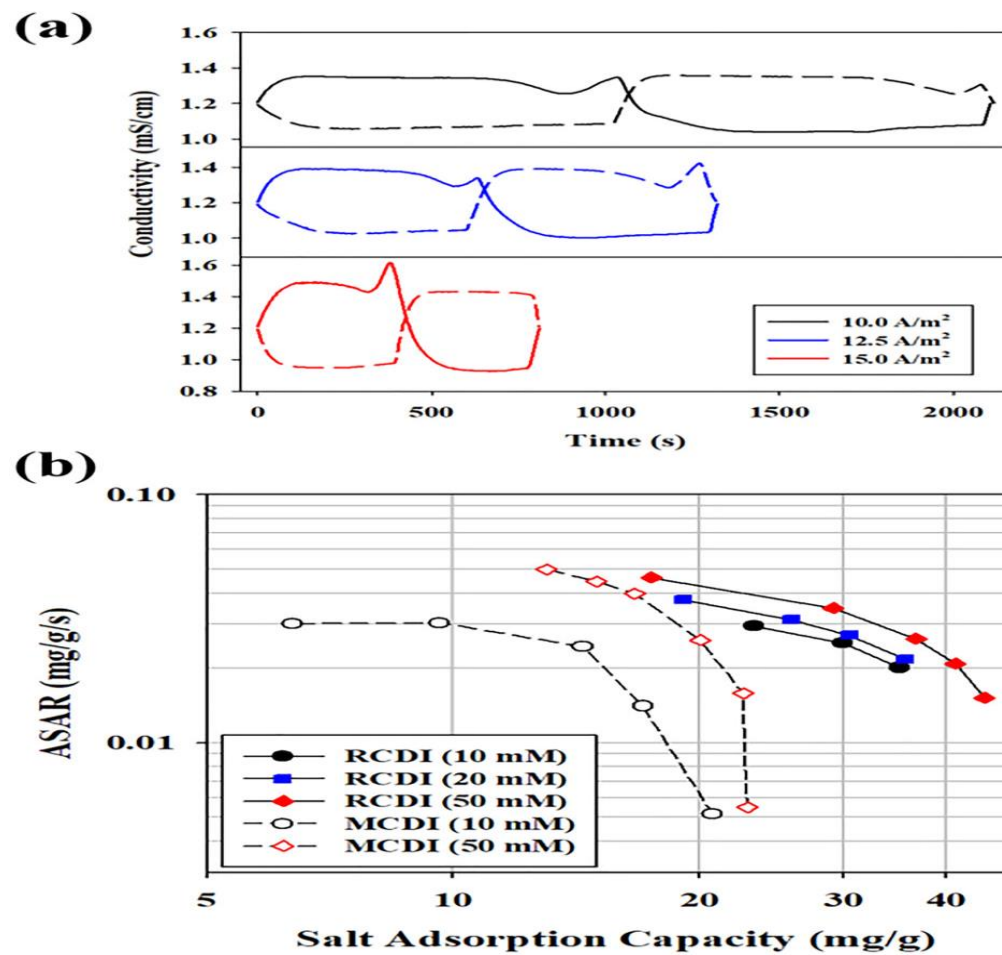 (a)
1.6
1.4
1.2
1.0
1.4
1.2
1.0
1.6
1.4
1.2
1.0
0.8
Conductivity (mS/cm)
10.0 A/m²
12.5 A/m²
15.0 A/m²
0 500 1000 1500 2000
Time (s)
(b)
0.10
0.01
ASAR (mg/g/s)
RCDI (10 mM)
RCDI (20 mM)
RCDI (50 mM)
MCDI (10 mM)
MCDI (50 mM)
5 10 20 30 40
Salt Adsorption Capacity (mg/g)